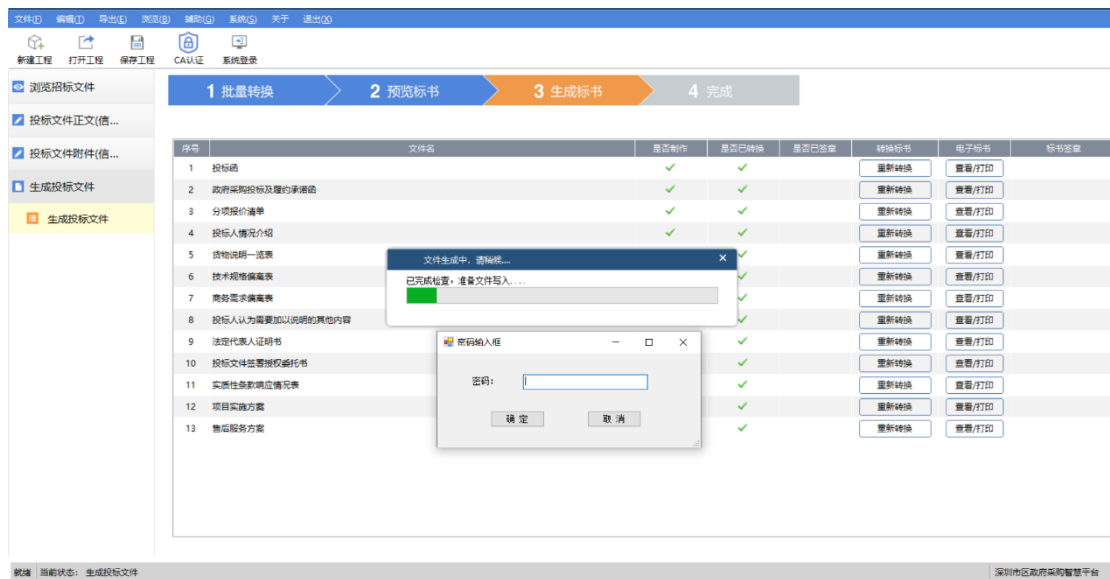 文件(F) 编辑(T) 导出(E) 浏览(B) 辅助(G) 系统(S) 关于 退出(X)
新建工程 打开工程 保存工程 CA认证 系统登录
浏览招标文件
投标文件正文(信...
投标文件附件(信...
生成投标文件
生成投标文件
1 批量转换 2 预览标书 3 生成标书 4 完成
序号 文件名 是否制作 是否已转换 是否已签章 转换标书 电子标书 标书签章
1 投标函 重新转换 查看/打印
2 政府采购投标及履约承诺函 重新转换 查看/打印
3 分项报价清单 重新转换 查看/打印
4 投标人情况介绍 重新转换 查看/打印
5 货物说明一览表 重新转换 查看/打印
6 技术规格偏离表 重新转换 查看/打印
7 商务需求偏离表 重新转换 查看/打印
8 投标人认为需要加以说明的其他内容 重新转换 查看/打印
9 法定代表人证明书 重新转换 查看/打印
10 投标文件签署授权委托书 重新转换 查看/打印
11 实质性条款响应情况表 重新转换 查看/打印
12 项目实施方案 重新转换 查看/打印
13 售后服务方案 重新转换 查看/打印
文件生成中，请稍候....
已完成检查，准备文件写入....
密码输入框
密码：
确 定 取 消
就绪 当前状态： 生成投标文件 深圳市区政府采购智慧平台